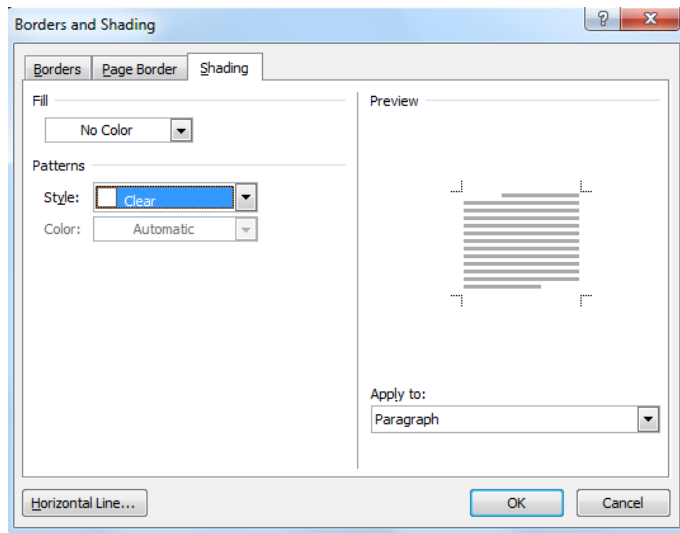 Borders and Shading
?
Borders Page Border Shading
Fill
No Color
Patterns
Style: Clear
Color: Automatic
Preview
Apply to:
Paragraph
Horizontal Line...
OK Cancel